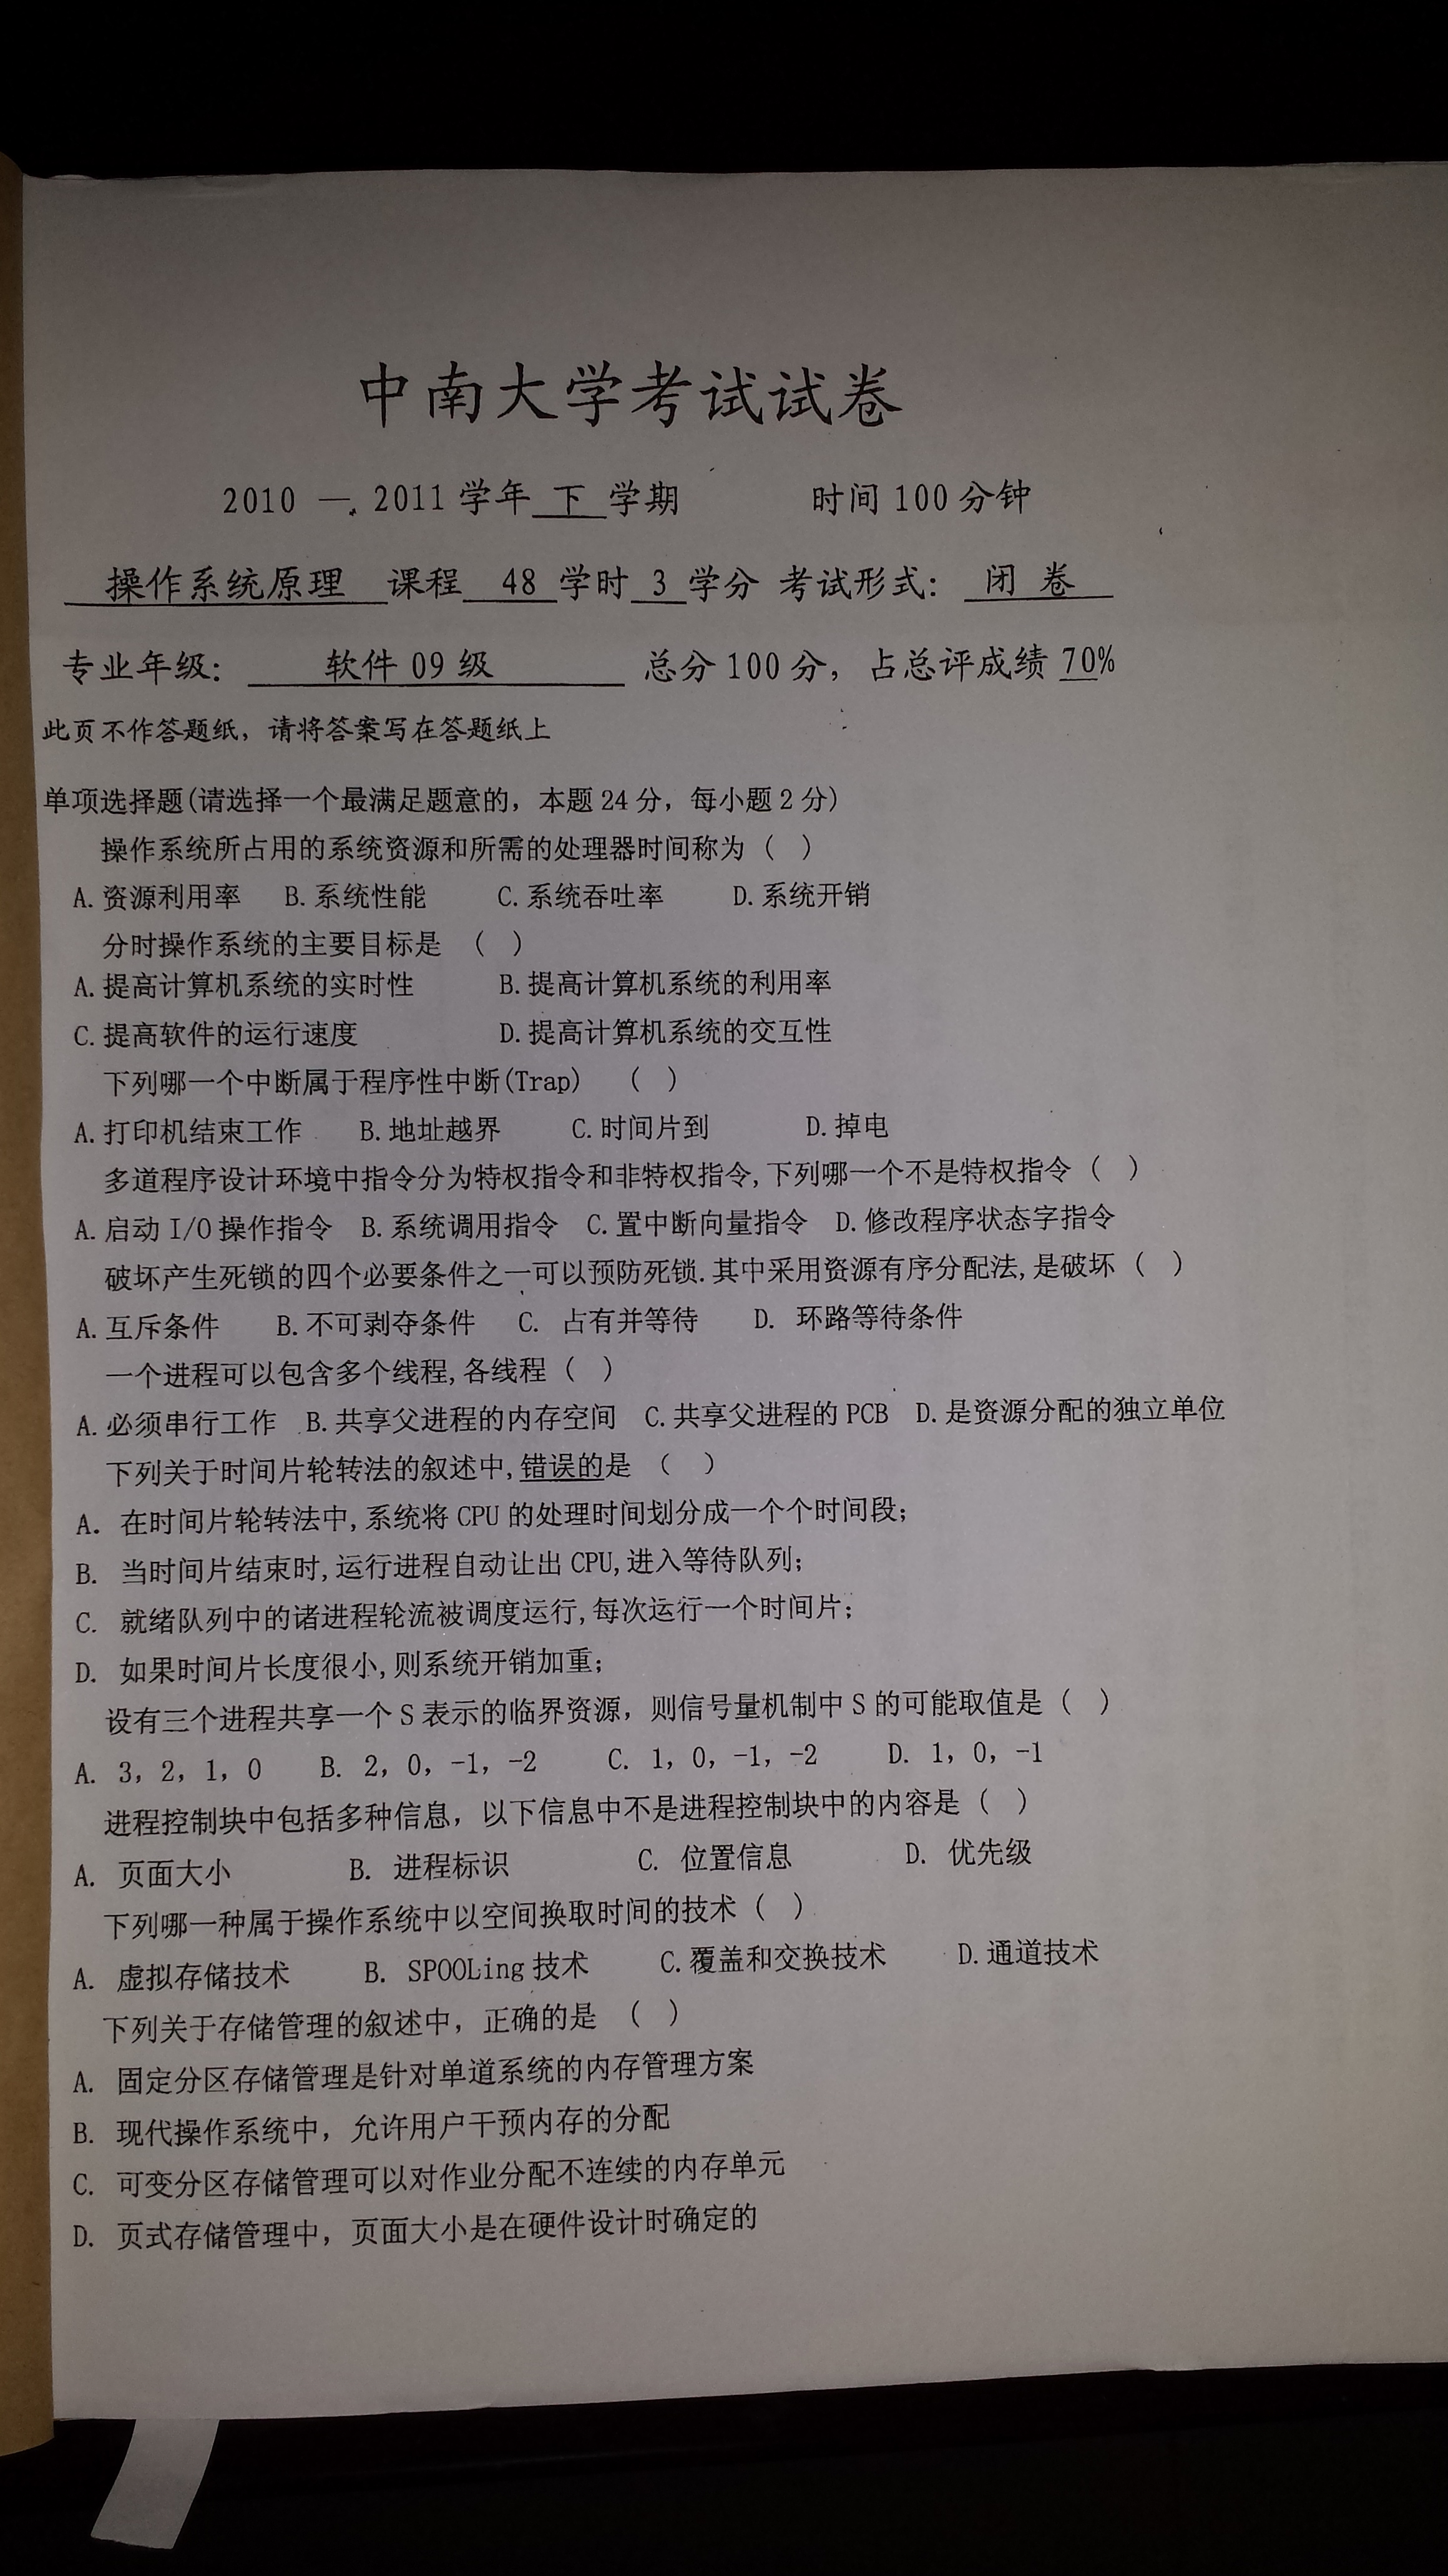 中南大学考试试卷
2010 — 2011 学年 下 学期 时间 100 分钟
操作系统原理 课程 48 学时 3 学分 考试形式: 闭 卷
专业年级: 软件 09 级 总分 100 分, 占总评成绩 70%
此页不作答题纸, 请将答案写在答题纸上
单项选择题(请选择一个最满足题意的, 本题 24 分, 每小题 2 分)
操作系统所占用的系统资源和所需的处理器时间称为 ( )
A.资源利用率 B.系统性能 C.系统吞吐率 D.系统开销
分时操作系统的主要目标是 ( )
A.提高计算机系统的实时性 B.提高计算机系统的利用率
C.提高软件的运行速度 D.提高计算机系统的交互性
下列哪一个中断属于程序性中断(Trap) ( )
A.打印机结束工作 B.地址越界 C.时间片到 D.掉电
多道程序设计环境中指令分为特权指令和非特权指令,下列哪一个不是特权指令 ( )
A.启动 I/O 操作指令 B.系统调用指令 C.置中断向量指令 D.修改程序状态字指令
破坏产生死锁的四个必要条件之一可以预防死锁.其中采用资源有序分配法,是破坏 ( )
A.互斥条件 B.不可剥夺条件 C. 占有并等待 D. 环路等待条件
一个进程可以包含多个线程,各线程 ( )
A.必须串行工作 B.共享父进程的内存空间 C.共享父进程的 PCB D.是资源分配的独立单位
下列关于时间片轮转法的叙述中,错误的是 ( )
A. 在时间片轮转法中,系统将 CPU 的处理时间划分成一个个时间段;
B. 当时间片结束时,运行进程自动让出 CPU,进入等待队列;
C. 就绪队列中的诸进程轮流被调度运行,每次运行一个时间片;
D. 如果时间片长度很小,则系统开销加重;
设有三个进程共享一个 S 表示的临界资源, 则信号量机制中 S 的可能取值是 ( )
A. 3, 2, 1, 0 B. 2, 0, -1, -2 C. 1, 0, -1, -2 D. 1, 0, -1
进程控制块中包括多种信息, 以下信息中不是进程控制块中的内容是 ( )
A. 页面大小 B. 进程标识 C. 位置信息 D. 优先级
下列哪一种属于操作系统中以空间换取时间的技术 ( )
A. 虚拟存储技术 B. SPOOLing 技术 C.覆盖和交换技术 D.通道技术
下列关于存储管理的叙述中, 正确的是 ( )
A. 固定分区存储管理是针对单道系统的内存管理方案
B. 现代操作系统中, 允许用户干预内存的分配
C. 可变分区存储管理可以对作业分配不连续的内存单元
D. 页式存储管理中, 页面大小是在硬件设计时确定的